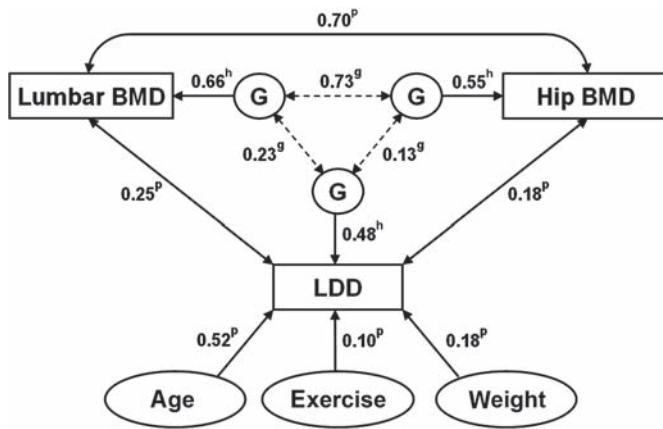 0.70p
Lumbar BMD
0.66h
G
0.73g
G
0.55h
Hip BMD
0.23g
0.13g
G
0.25p
0.18p
0.48h
LDD
0.52p
0.10p
0.18p
Age
Exercise
Weight